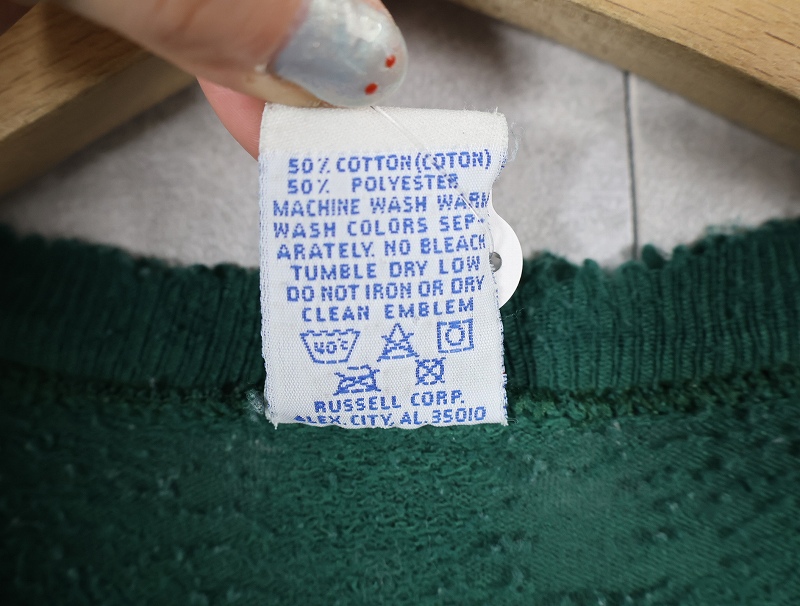 50% COTTON (COTON)
50% POLYESTER
MACHINE WASH WARM
WASH COLORS SEP-
ARATELY. NO BLEACH
TUMBLE DRY LOW
DO NOT IRON OR DRY
CLEAN EMBLEM
40°C
RUSSELL CORP.
ALEX. CITY, AL. 35010